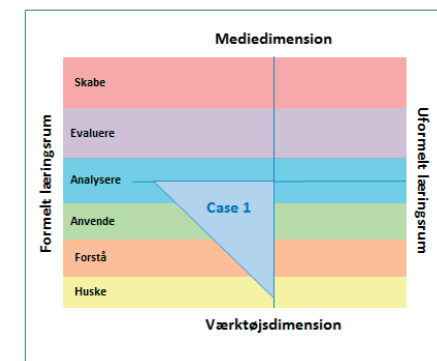 Mediedimension
Skabe
Evaluere
Analysere
Case 1
Anvende
Forstå
Huske
Formelt læringsrum
Uformelt læringsrum
Værktøjsdimension